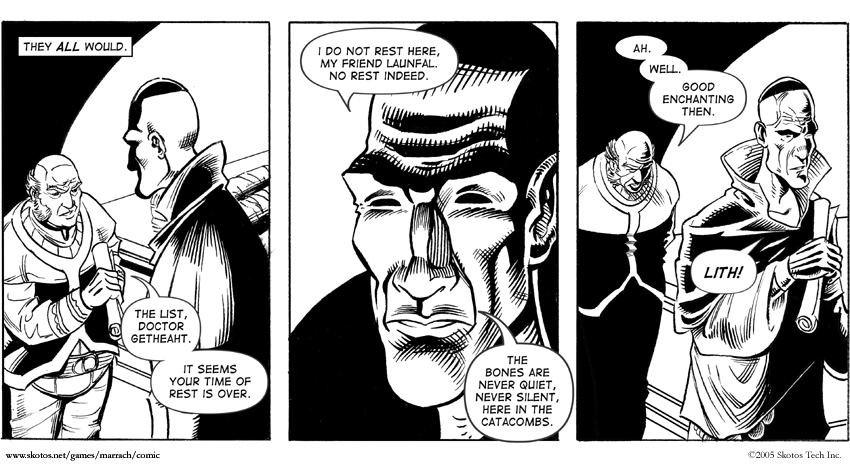 THEY ALL WOULD.
THE LIST,
DOCTOR
GETHEAHT.
IT SEEMS
YOUR TIME OF
REST IS OVER.
I DO NOT REST HERE,
MY FRIEND LAUNFAL.
NO REST INDEED.
THE
BONES ARE
NEVER QUIET,
NEVER SILENT,
HERE IN THE
CATACOMBS.
AH.
WELL.
GOOD
ENCHANTING
THEN.
LITH!
www.skotos.net/games/marrach/comic
©2005 Skotos Tech Inc.